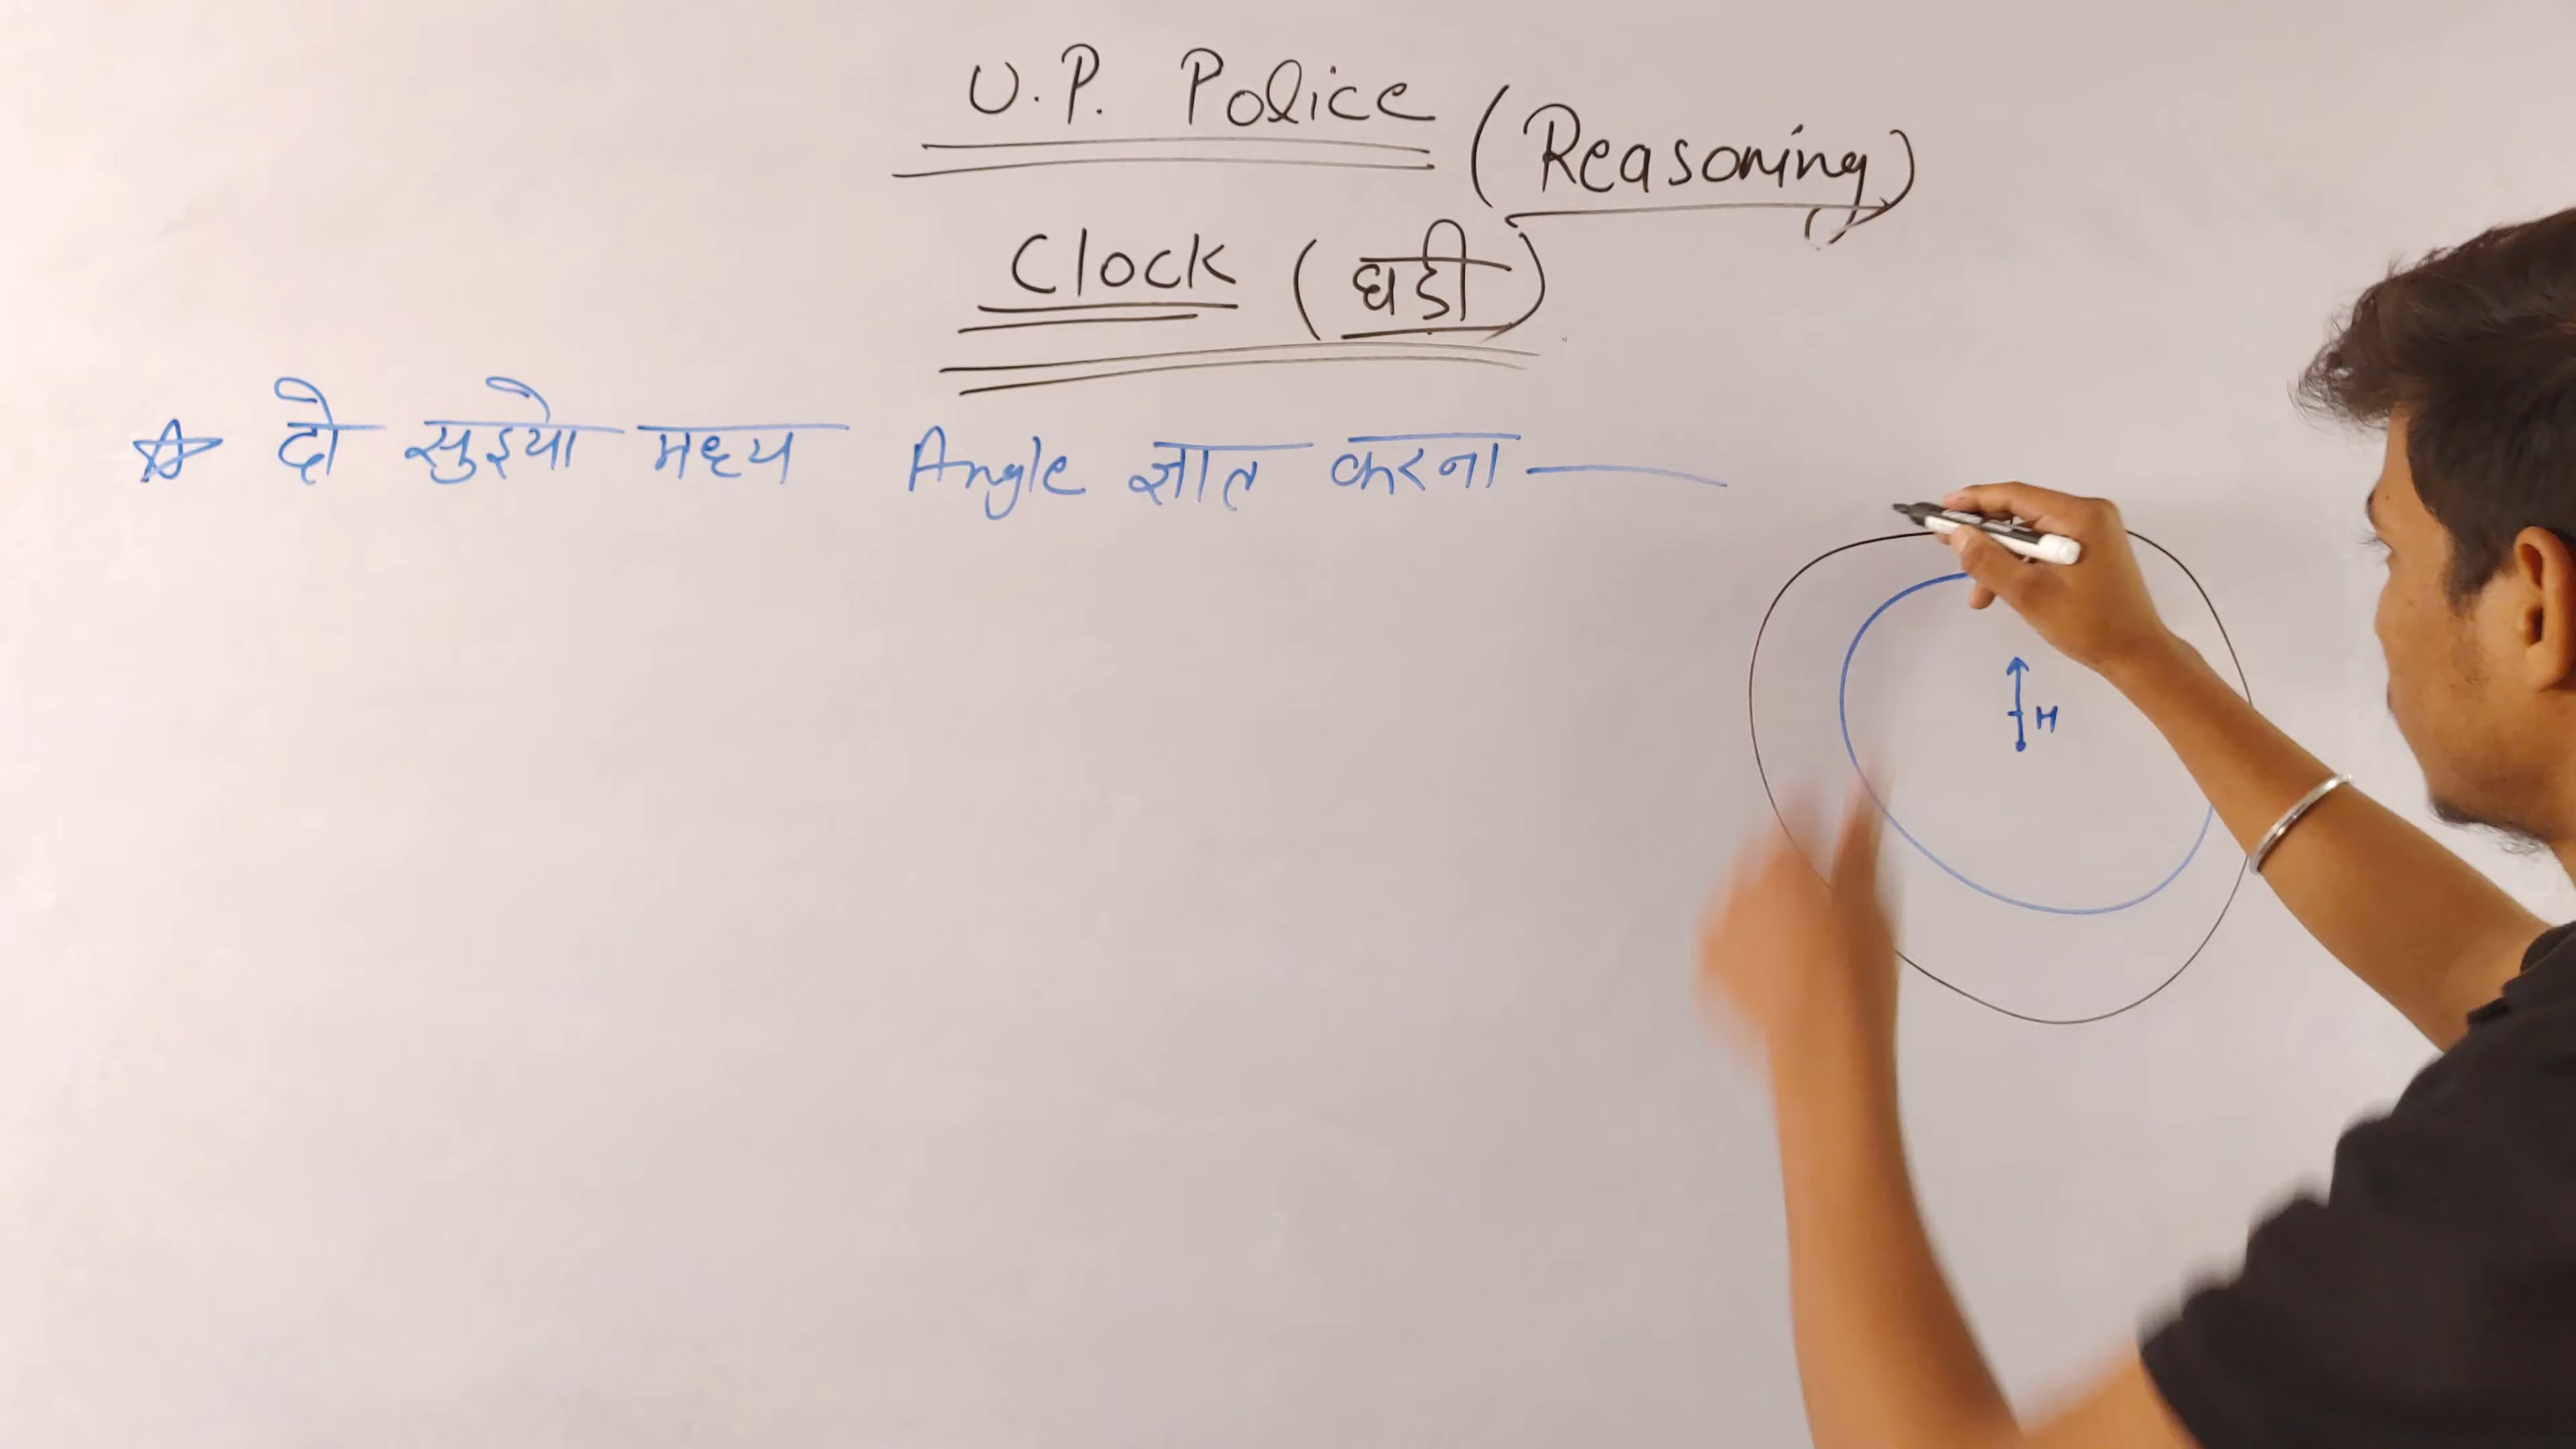 U.P. Police (Reasoning)
Clock (घडी)
☆ दो सुइयो मध्य Angle ज्ञात करना —
H